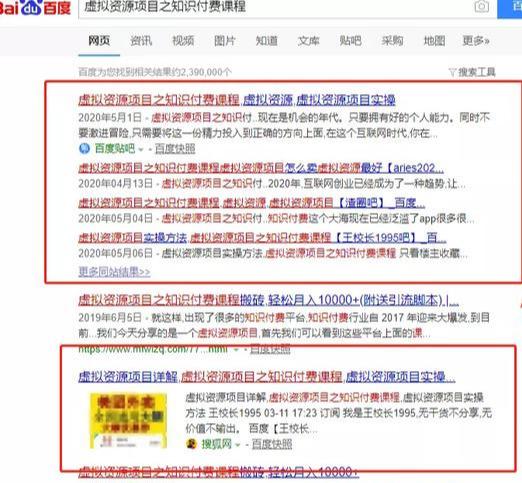 Bai du 百度
虚拟资源项目之知识付费课程
网页 资讯 视频 图片 知道 文库 贴吧 采购 地图 更多»
百度为您找到相关结果约2,390,000个 搜索工具
虚拟资源项目之知识付费课程,虚拟资源,虚拟资源项目实操
2020年5月1日 - 虚拟资源项目之知识付..现在是机会的年代。只要拥有好的个人能力。同时不
要激进冒险,只需要将这一份精力投入到正确的方向上面,在这个互联网时代,你在...
百度贴吧 - 百度快照
虚拟资源项目之知识付费课程虚拟资源项目怎么卖虚拟资源最好【aries202...
2020年04月13日 - 虚拟资源项目之知识付..2020年,互联网创业已经成为了一种趋势,让...
虚拟资源项目之知识付费课程,虚拟资源,虚拟资源项目【渣圈吧】_百度...
2020年05月04日 - 虚拟资源项目之知识付..知识付费这个大海现在已经泛滥了app很多很...
虚拟资源项目实操方法,虚拟资源项目之知识付费课程【王校长1995吧】_百...
2020年05月06日 - 虚拟资源项目实操方法,虚拟资源项目之知识付费课程 只看楼主收藏...
更多同站结果>>
虚拟资源项目之知识付费课程搬砖,轻松月入10000+(附送引流脚本) |...
2019年6月5日 - 就这样,出现了很多的知识付费平台,知识付费行业自 2017 年迎来大爆发,到目
前...我们今天分享的是一个虚拟资源项目,首先我们可以看到这些平台上面的课...
百度快照
虚拟资源项目详解,虚拟资源项目之知识付费课程,虚拟资源项目实操...
虚拟资源项目详解,虚拟资源项目之知识付费课程,虚拟资源项目实操
方法 王校长1995 03-11 17:23 订阅 我是王校长1995,无干货不分享,无
价值不输出。 百度【王校长...
搜狐网 - 百度快照
虚拟资源项目之知识付费课程搬砖,轻松月入10000+